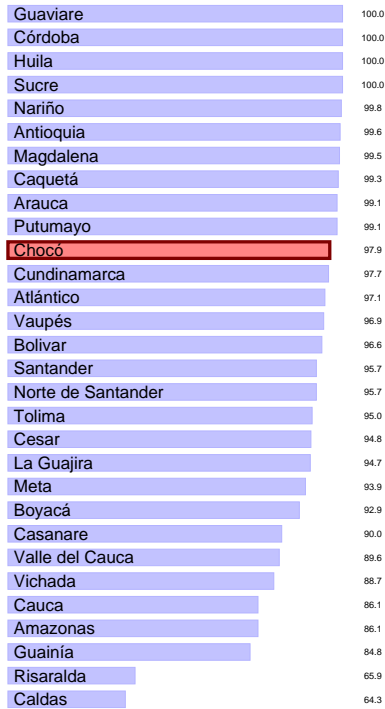 Guaviare 100.0
Córdoba 100.0
Huila 100.0
Sucre 100.0
Nariño 99.8
Antioquia 99.6
Magdalena 99.5
Caquetá 99.3
Arauca 99.1
Putumayo 99.1
Chocó 97.9
Cundinamarca 97.7
Atlántico 97.1
Vaupés 96.9
Bolivar 96.6
Santander 95.7
Norte de Santander 95.7
Tolima 95.0
Cesar 94.8
La Guajira 94.7
Meta 93.9
Boyacá 92.9
Casanare 90.0
Valle del Cauca 89.6
Vichada 88.7
Cauca 86.1
Amazonas 86.1
Guainía 84.8
Risaralda 65.9
Caldas 64.3